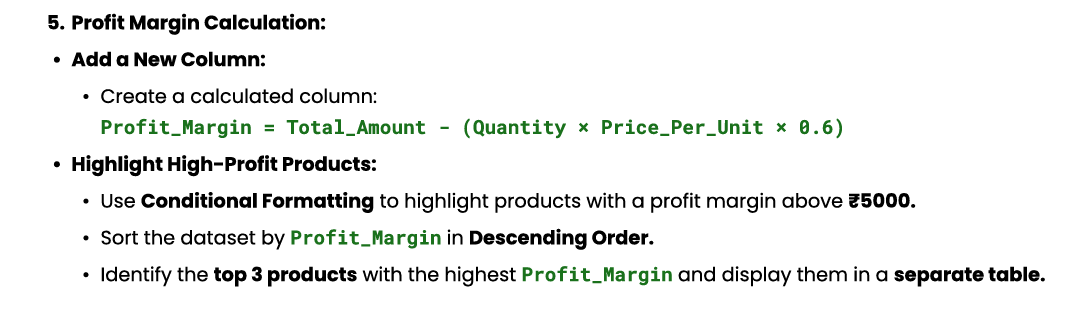 5. Profit Margin Calculation:
• Add a New Column:
• Create a calculated column:
Profit_Margin = Total_Amount - (Quantity × Price_Per_Unit × 0.6)
• Highlight High-Profit Products:
• Use Conditional Formatting to highlight products with a profit margin above ₹5000.
• Sort the dataset by Profit_Margin in Descending Order.
• Identify the top 3 products with the highest Profit_Margin and display them in a separate table.